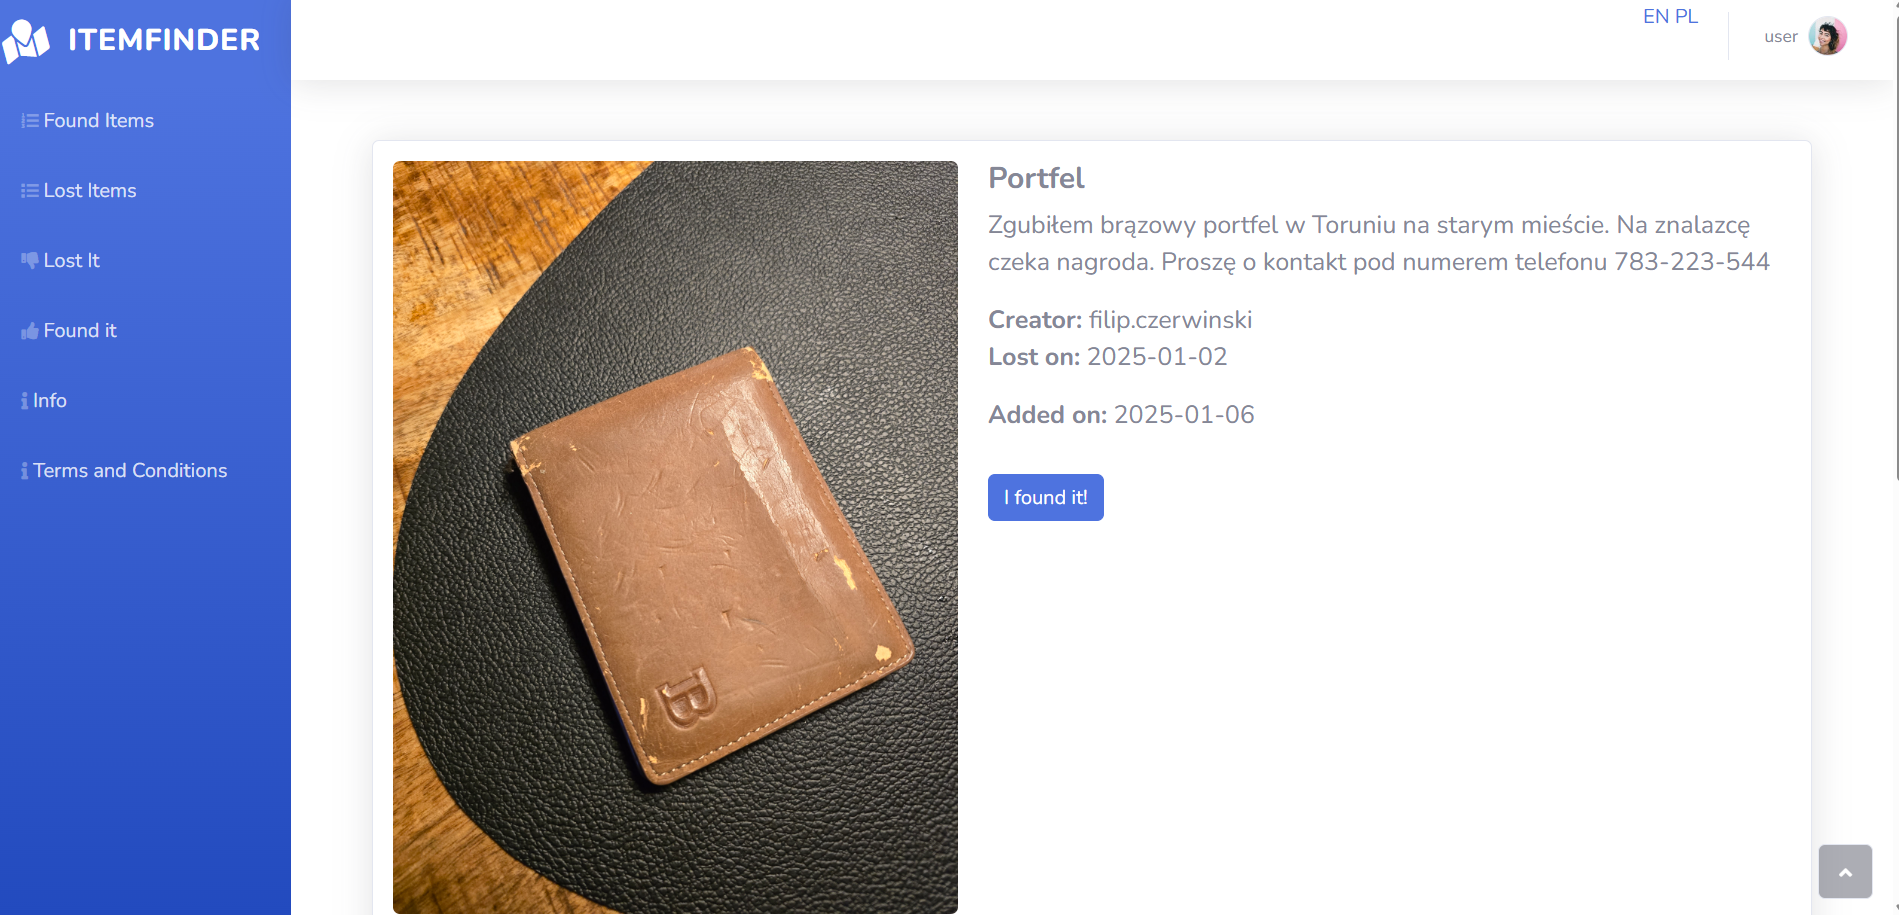 ITEMFINDER
EN PL
user
Found Items
Lost Items
Lost It
Found it
Info
Terms and Conditions
Portfel
Zgubiłem brązowy portfel w Toruniu na starym mieście. Na znalazcę
czeka nagroda. Proszę o kontakt pod numerem telefonu 783-223-544
Creator: filip.czerwinski
Lost on: 2025-01-02
Added on: 2025-01-06
I found it!
B